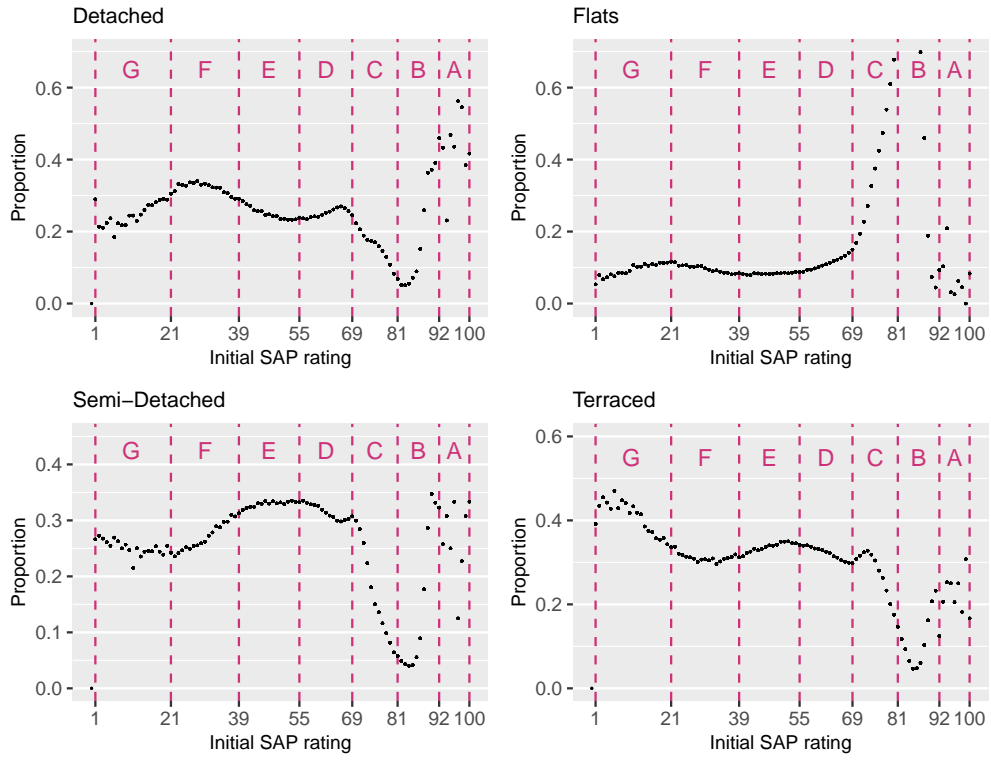 Detached
G F E D C B A
0.6
0.4
0.2
0.0
Proportion
1 21 39 55 69 81 92 100
Initial SAP rating
Flats
G F E D C B A
0.6
0.4
0.2
0.0
Proportion
1 21 39 55 69 81 92 100
Initial SAP rating
Semi−Detached
G F E D C B A
0.4
0.3
0.2
0.1
0.0
Proportion
1 21 39 55 69 81 92 100
Initial SAP rating
Terraced
G F E D C B A
0.6
0.4
0.2
0.0
Proportion
1 21 39 55 69 81 92 100
Initial SAP rating